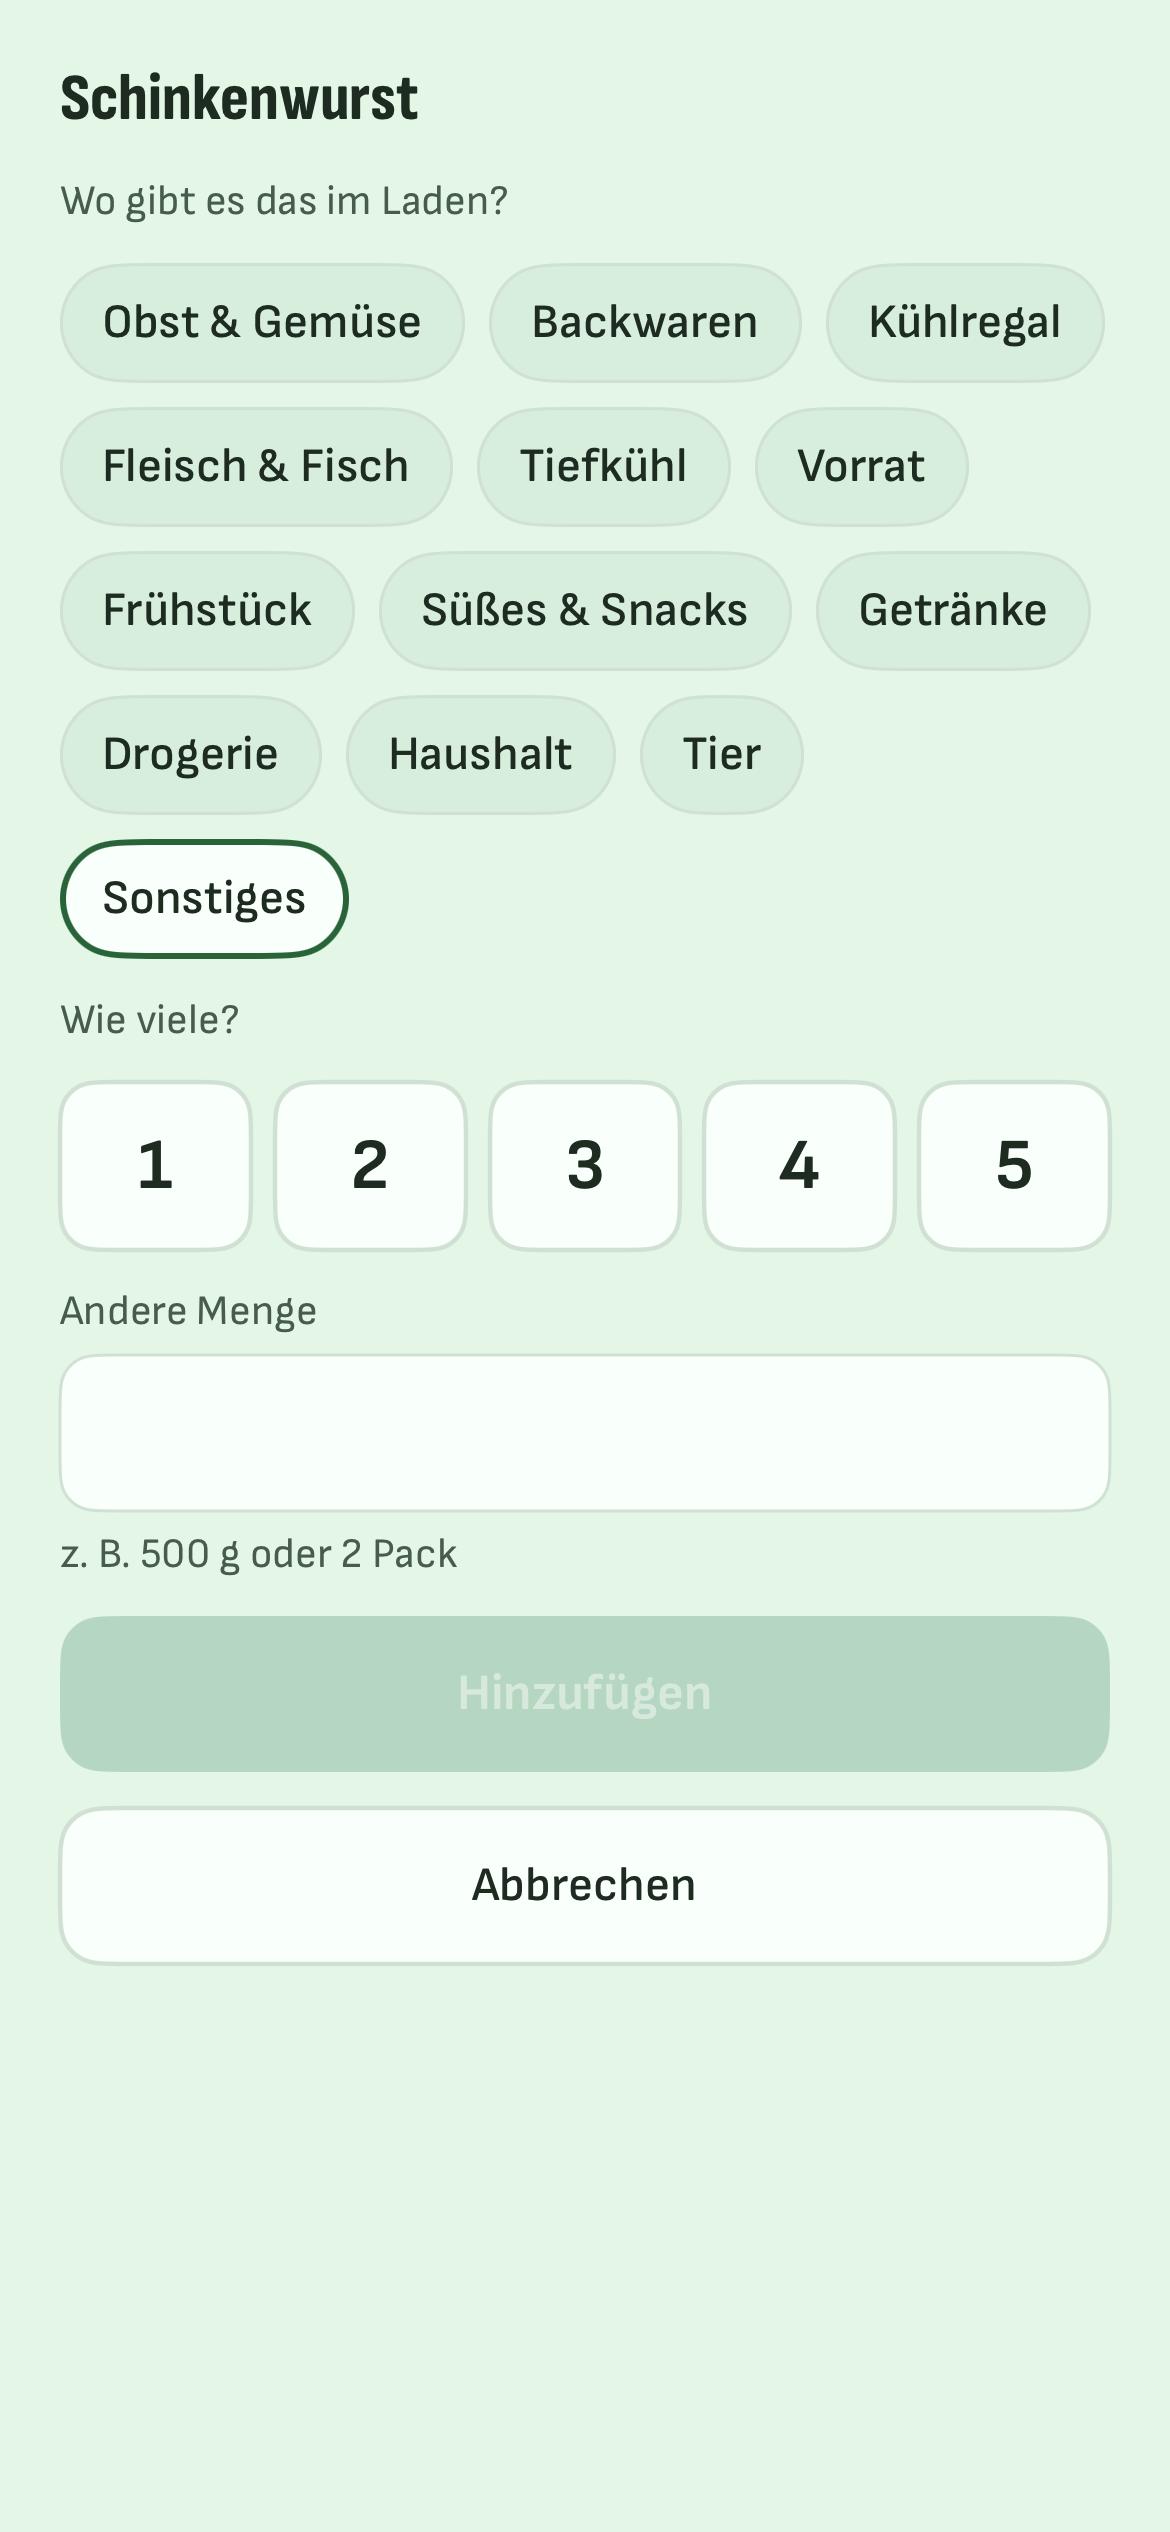 Schinkenwurst
Wo gibt es das im Laden?
Obst & Gemüse Backwaren Kühlregal
Fleisch & Fisch Tiefkühl Vorrat
Frühstück Süßes & Snacks Getränke
Drogerie Haushalt Tier
Sonstiges
Wie viele?
1 2 3 4 5
Andere Menge
z. B. 500 g oder 2 Pack
Hinzufügen
Abbrechen